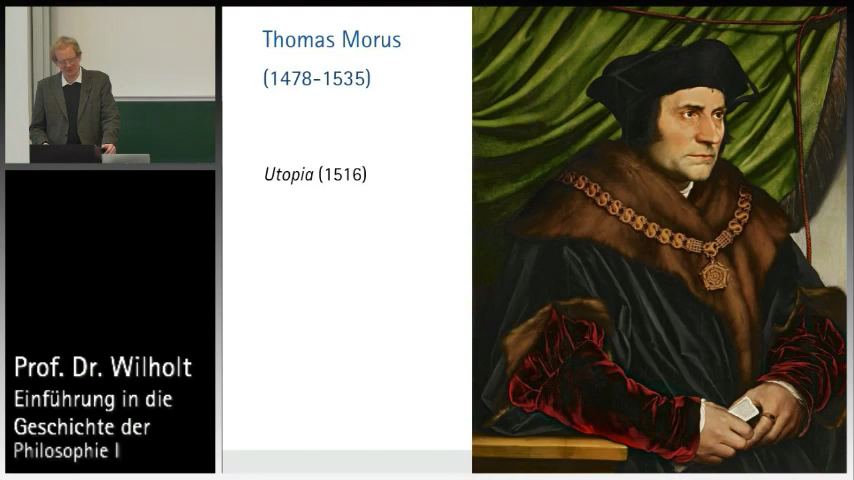 Thomas Morus
(1478-1535)
Utopia (1516)
Prof. Dr. Wilholt
Einführung in die
Geschichte der
Philosophie I